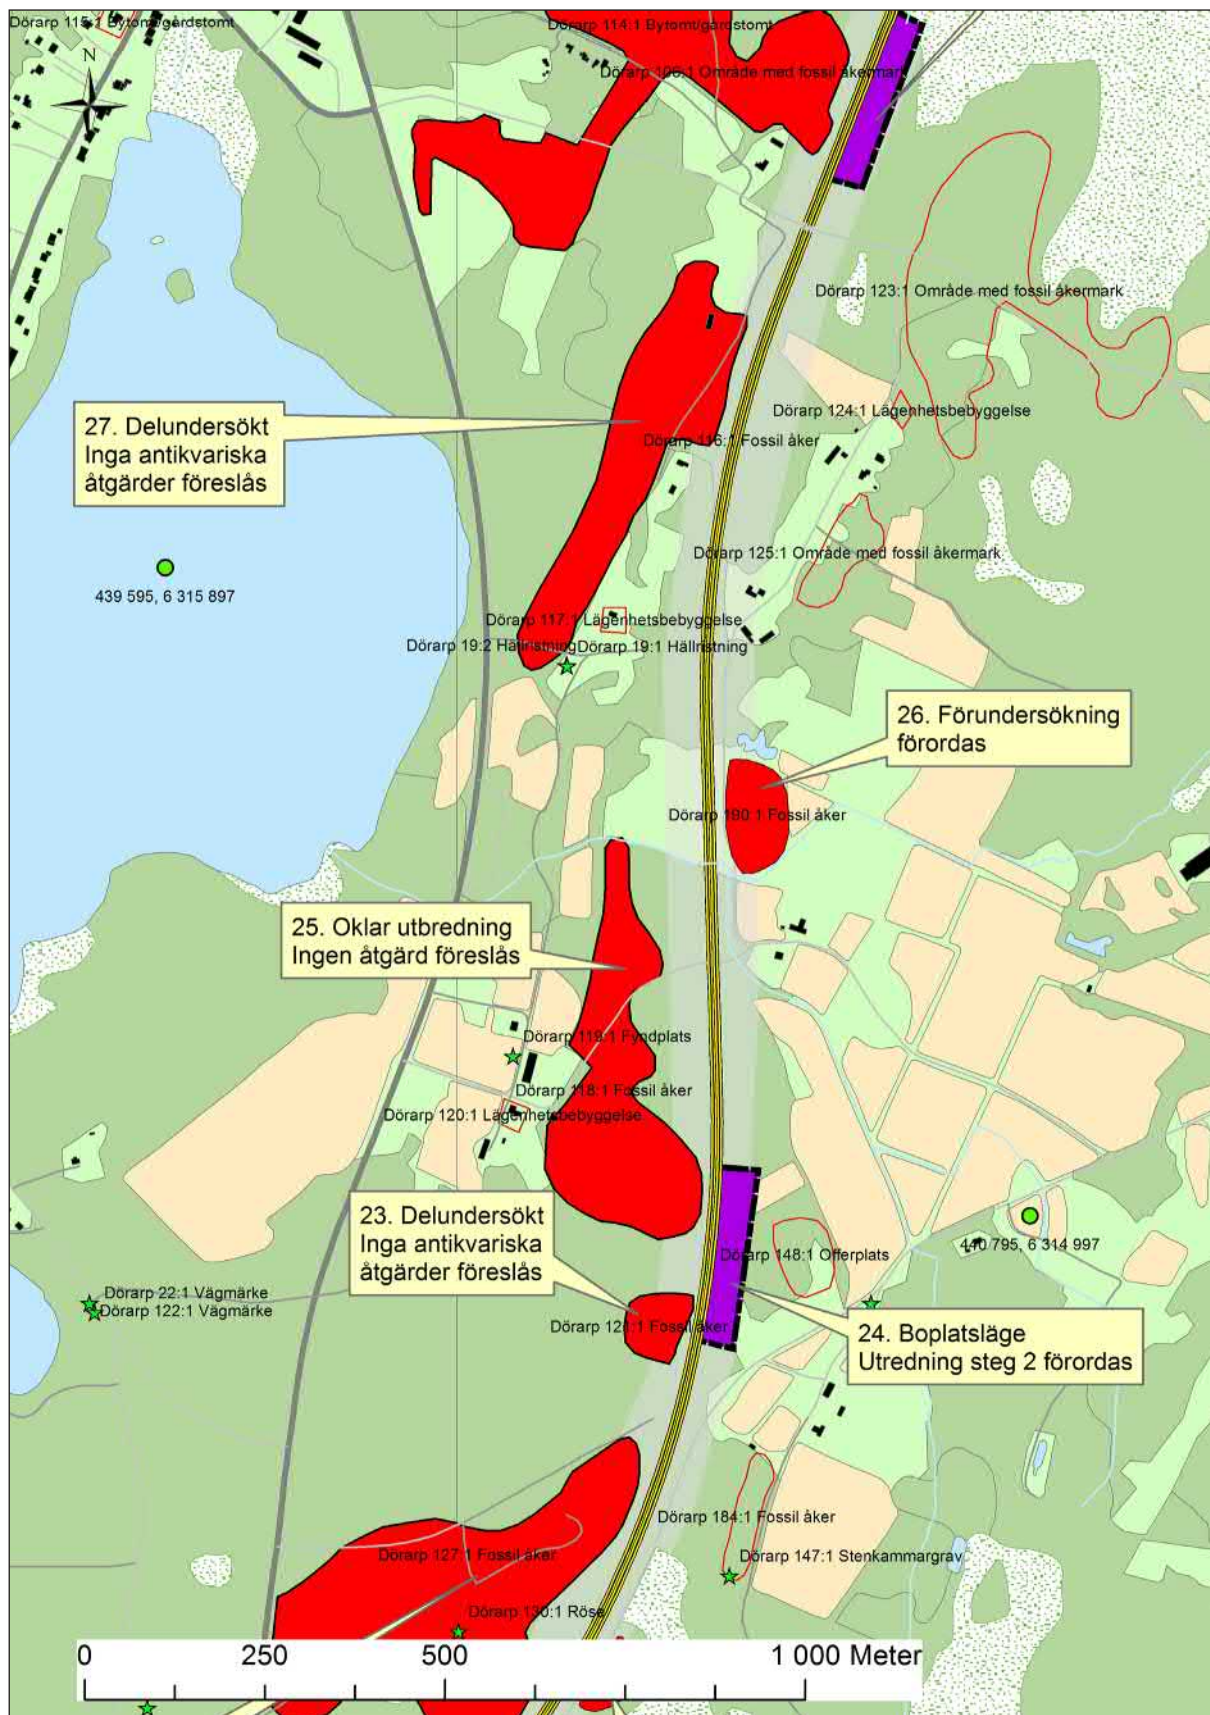 Dörarp 115:1 Bytomt/gårdstomt
Dörarp 114:1 Bytomt/gårdstomt
N
Dörarp 106:1 Område med fossil åkermark
Dörarp 123:1 Område med fossil åkermark
27. Delundersökt
Inga antikvariska
åtgärder föreslås
Dörarp 124:1 Lägenhetsbebyggelse
Dörarp 116:1 Fossil åker
Dörarp 125:1 Område med fossil åkermark
439 595, 6 315 897
Dörarp 117:1 Lägenhetsbebyggelse
Dörarp 19:2 Hällristning
Dörarp 19:1 Hällristning
26. Förundersökning
förordas
Dörarp 190:1 Fossil åker
25. Oklar utbredning
Ingen åtgärd föreslås
Dörarp 119:1 Fyndplats
Dörarp 118:1 Fossil åker
Dörarp 120:1 Lägenhetsbebyggelse
23. Delundersökt
Inga antikvariska
åtgärder föreslås
440 795, 6 314 997
Dörarp 148:1 Offerplats
Dörarp 22:1 Vägmärke
Dörarp 122:1 Vägmärke
Dörarp 121:1 Fossil åker
24. Boplatsläge
Utredning steg 2 förordas
Dörarp 184:1 Fossil åker
Dörarp 127:1 Fossil åker
Dörarp 147:1 Stenkammargrav
Dörarp 130:1 Röse
0 250 500 1 000 Meter